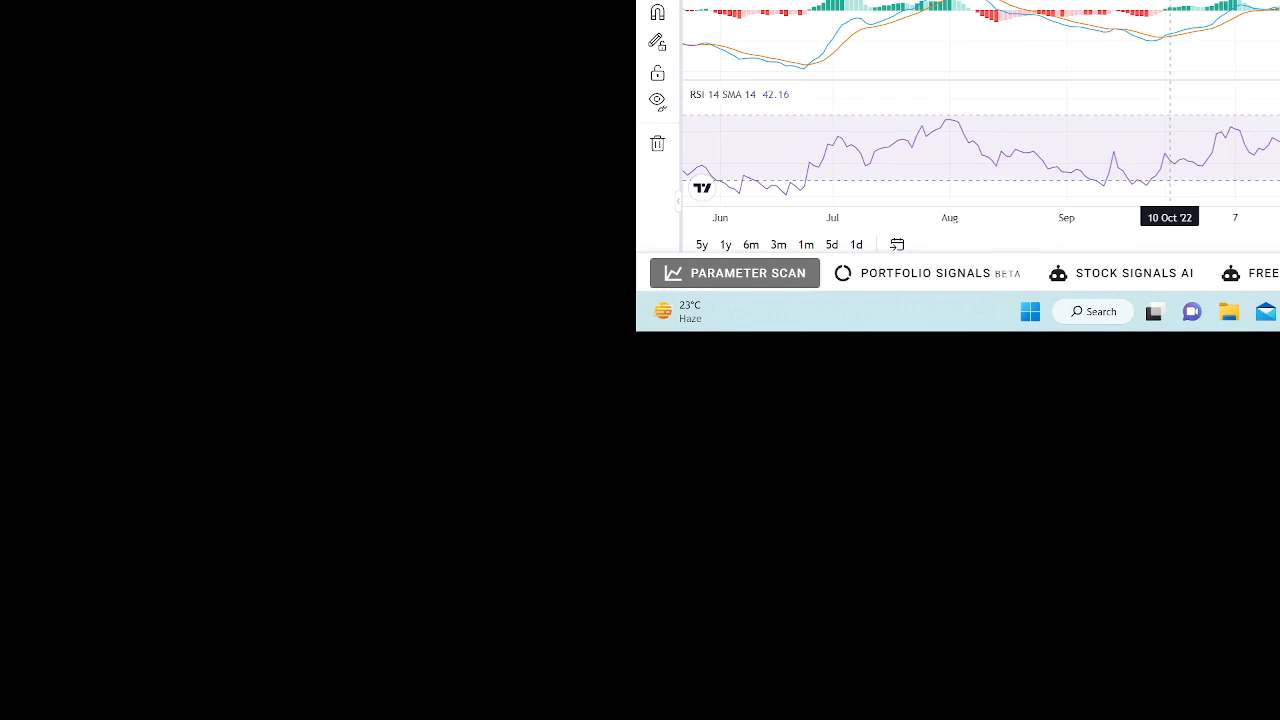 RSI 14 SMA 14 42.16
Jun Jul Aug Sep 10 Oct '22 7
5y 1y 6m 3m 1m 5d 1d
PARAMETER SCAN PORTFOLIO SIGNALS BETA STOCK SIGNALS AI FREE
23°C
Haze
Search